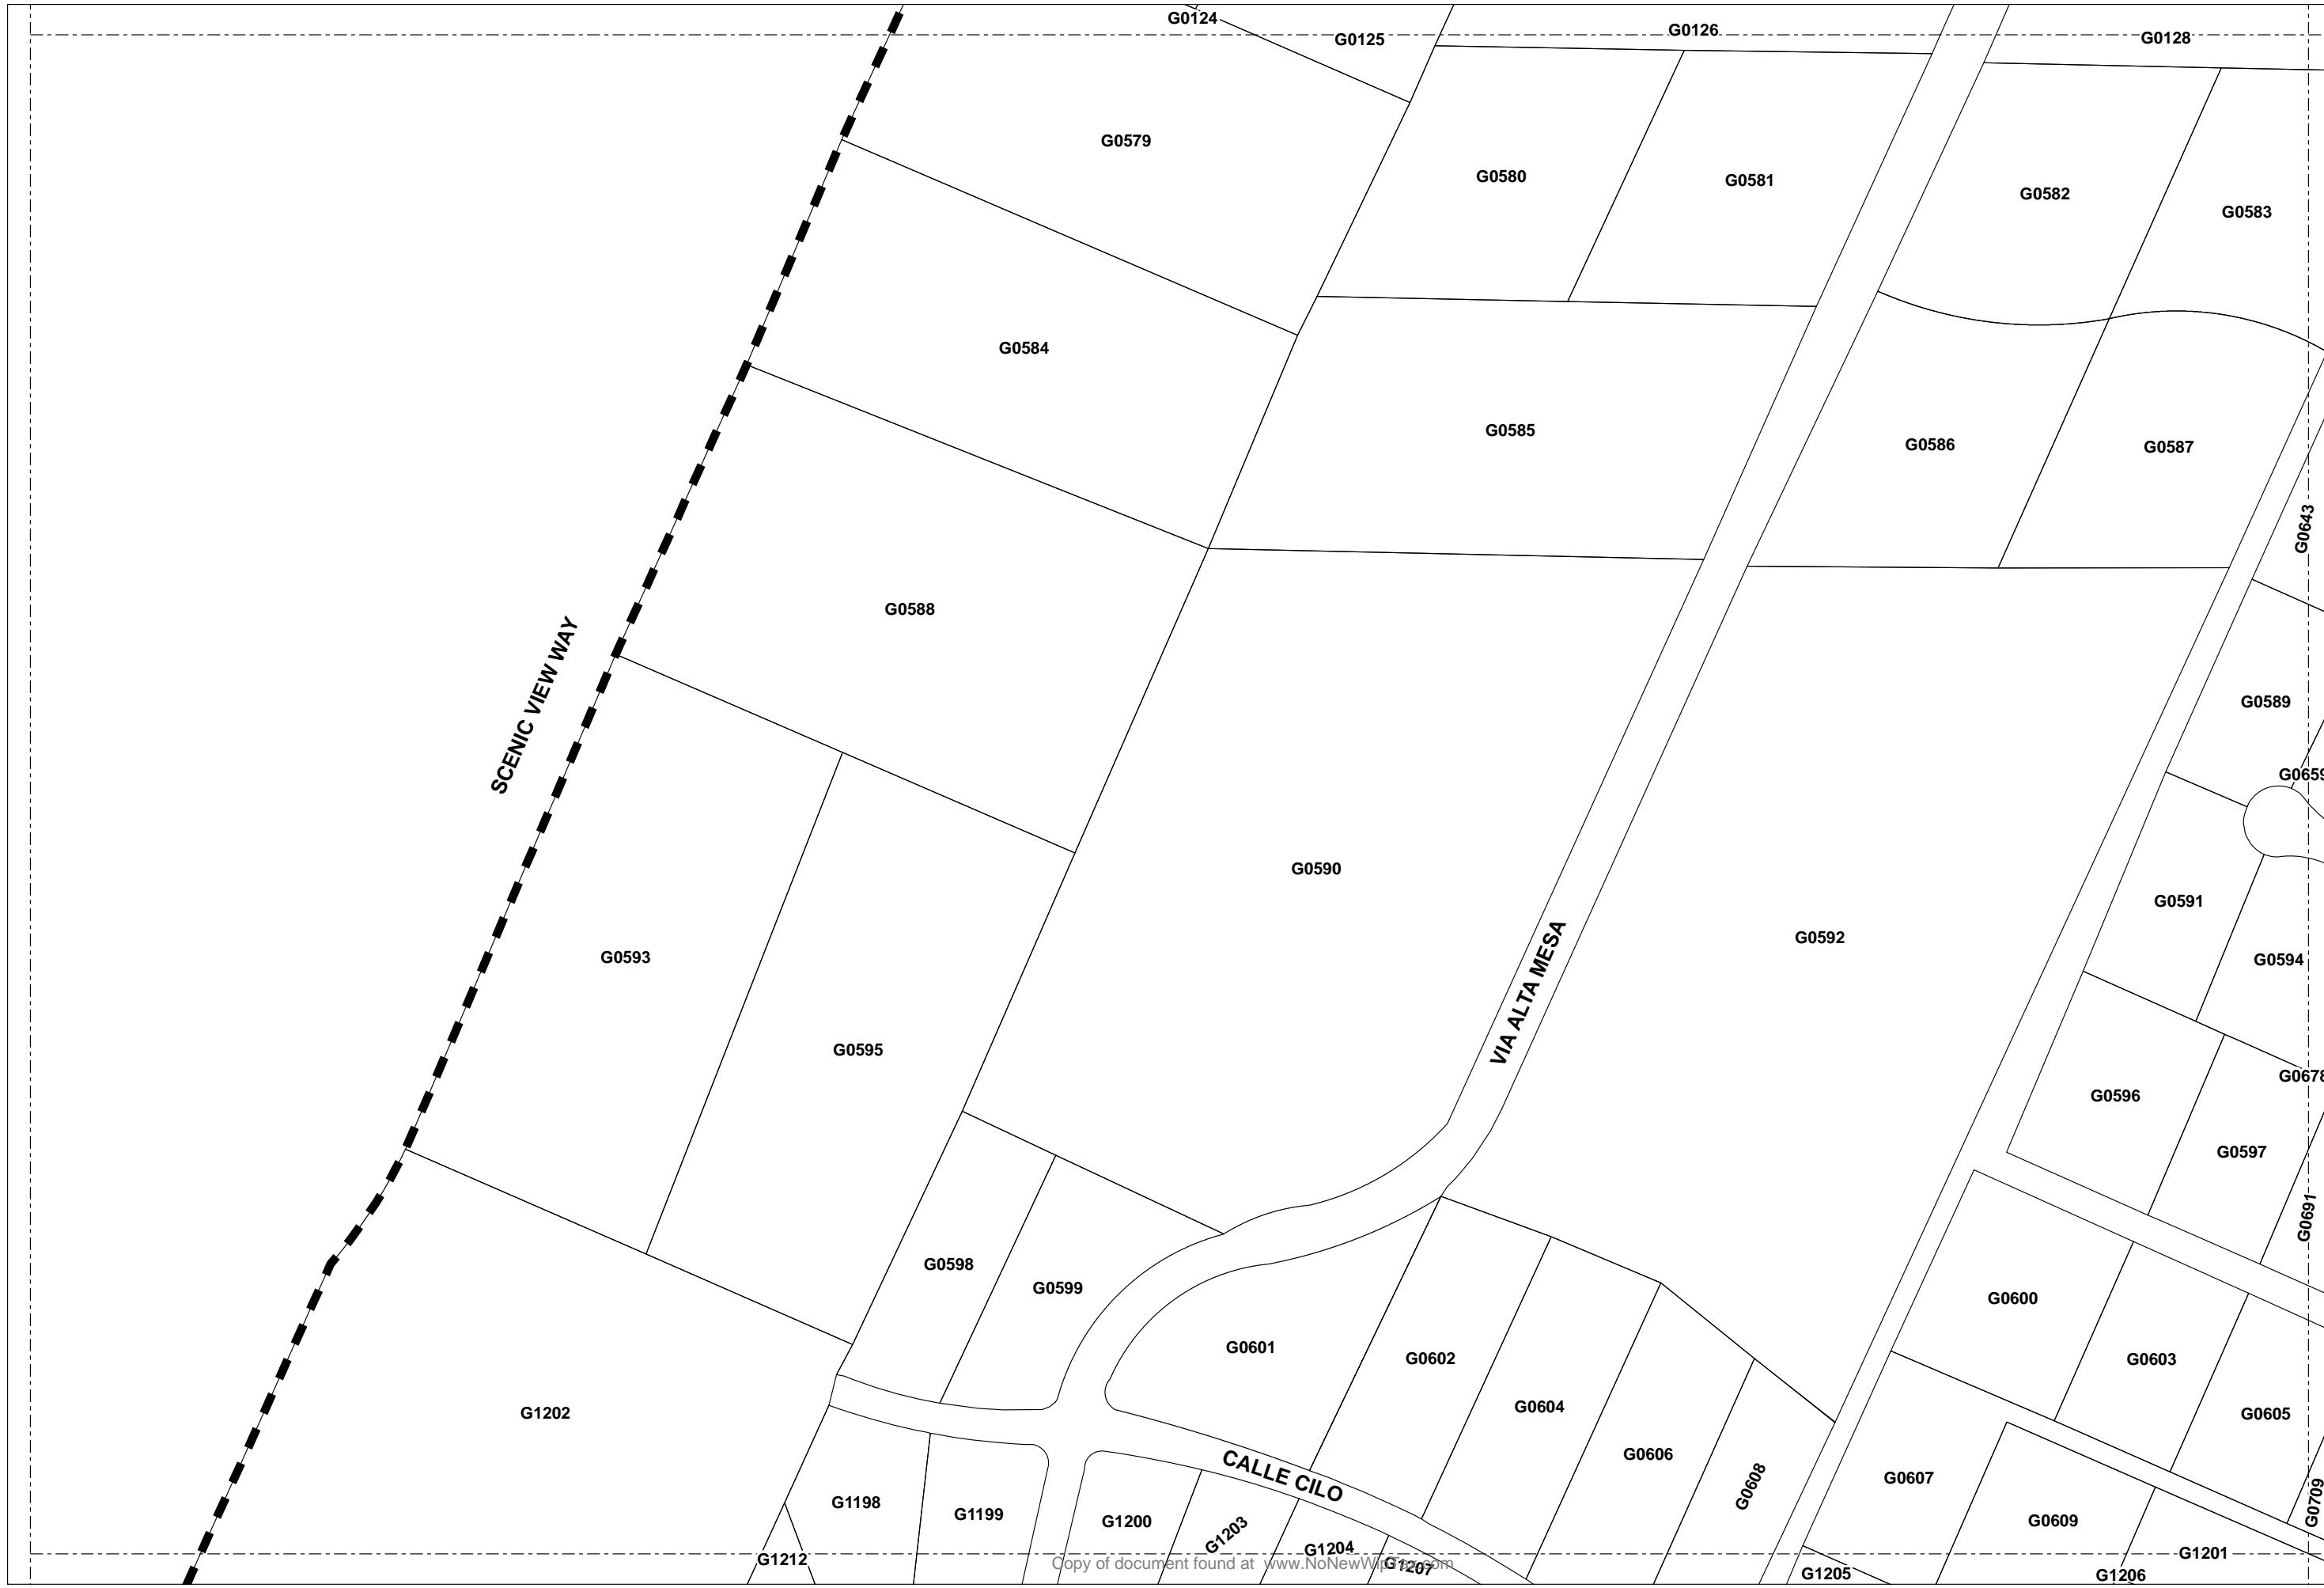 G0124
G0125
G0126
G0128
G0579
G0580
G0581
G0582
G0583
G0584
G0585
G0586
G0587
G0643
G0588
SCENIC VIEW WAY
G0589
G0659
G0590
G0591
G0592
G0593
G0594
VIA ALTA MESA
G0595
G0596
G0678
G0597
G0691
G0598
G0599
G0600
G0601
G0602
G0603
G0604
G0605
G1202
G0606
G0607
G0608
CALLE CILO
G0709
G1198
G1199
G1200
G1203
G0609
G1204
G1201
G1212
G1207
G1205
G1206
Copy of document found at www.NoNewWipTax.com